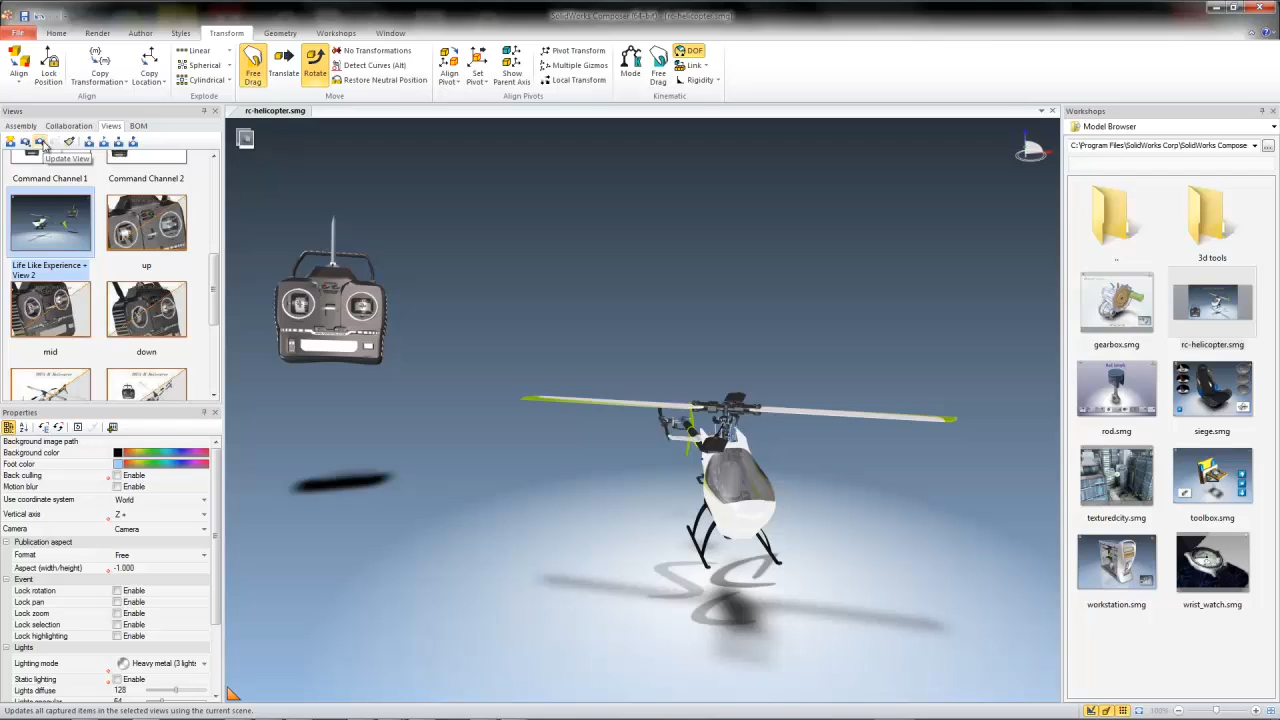 SolidWorks Composer (64-bit) - [rc-helicopter.smg]
File Home Render Author Styles Transform Geometry Workshops Window
Align
Lock Position
Copy Transformation
Copy Location
Linear
Spherical
Cylindrical
Free Drag
Translate
Rotate
No Transformations
Detect Curves (Alt)
Restore Neutral Position
Align Pivot
Set Pivot
Show Parent Axis
Pivot Transform
Multiple Gizmos
Local Transform
Mode
Free Drag
DOF
Link
Rigidity
Align Explode Move Align Pivots Kinematic
Views
Assembly Collaboration Views BOM
Update View
Command Channel 1 Command Channel 2
Life Like Experience + View 2
up
mid down
Properties
Background image path
Background color
Foot color
Back culling Enable
Motion blur Enable
Use coordinate system World
Vertical axis Z +
Camera Camera
Publication aspect
Format Free
Aspect (width/height) -1.000
Event
Lock rotation Enable
Lock pan Enable
Lock zoom Enable
Lock selection Enable
Lock highlighting Enable
Lights
Lighting mode Heavy metal (3 lights
Static lighting Enable
Lights diffuse 128
rc-helicopter.smg
Workshops
Model Browser
C:\Program Files\SolidWorks Corp\SolidWorks Compose
..
3d tools
gearbox.smg rc-helicopter.smg
rod.smg siege.smg
texturedcity.smg toolbox.smg
workstation.smg wrist_watch.smg
Updates all captured items in the selected views using the current scene.
100%